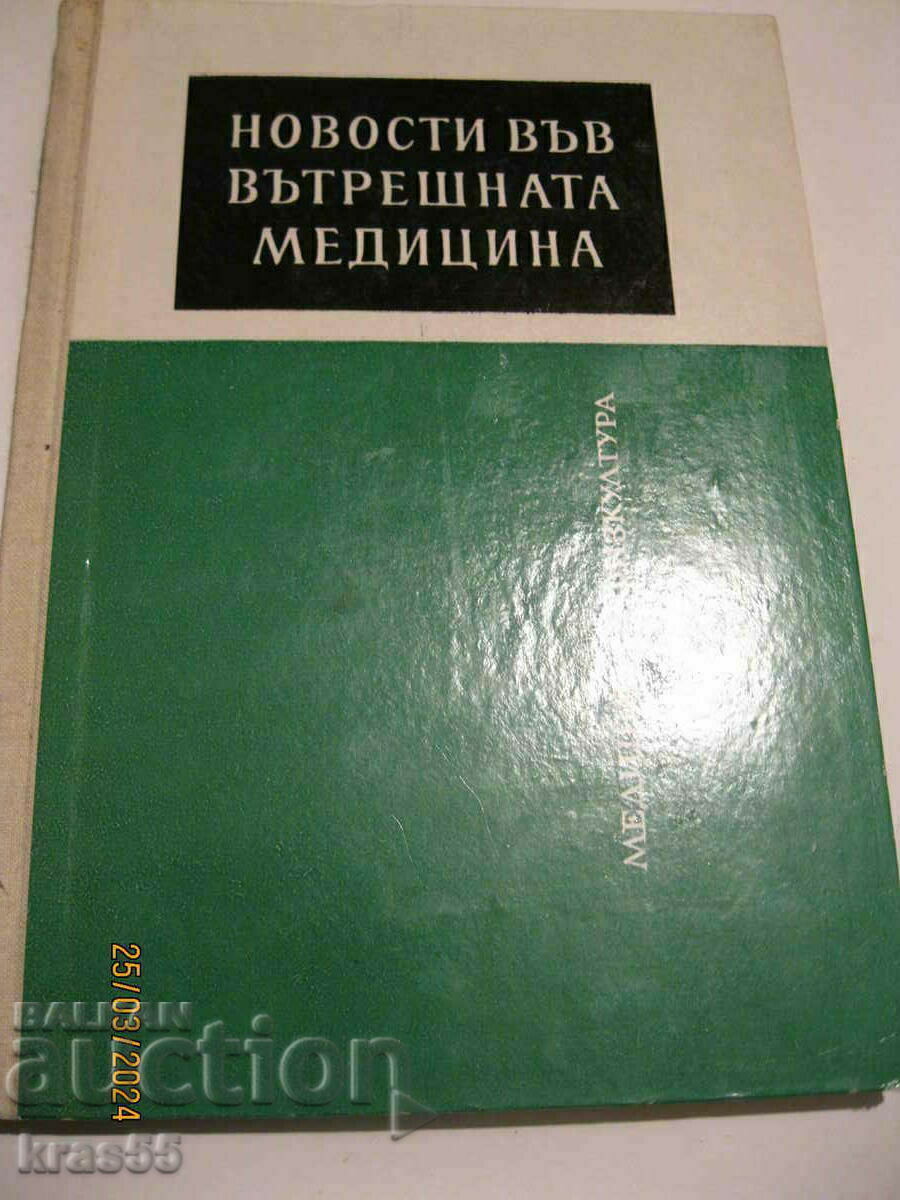 НОВОСТИ ВЪВ
ВЪТРЕШНАТА
МЕДИЦИНА
25/03/2024
BALKAN
auction
kras55